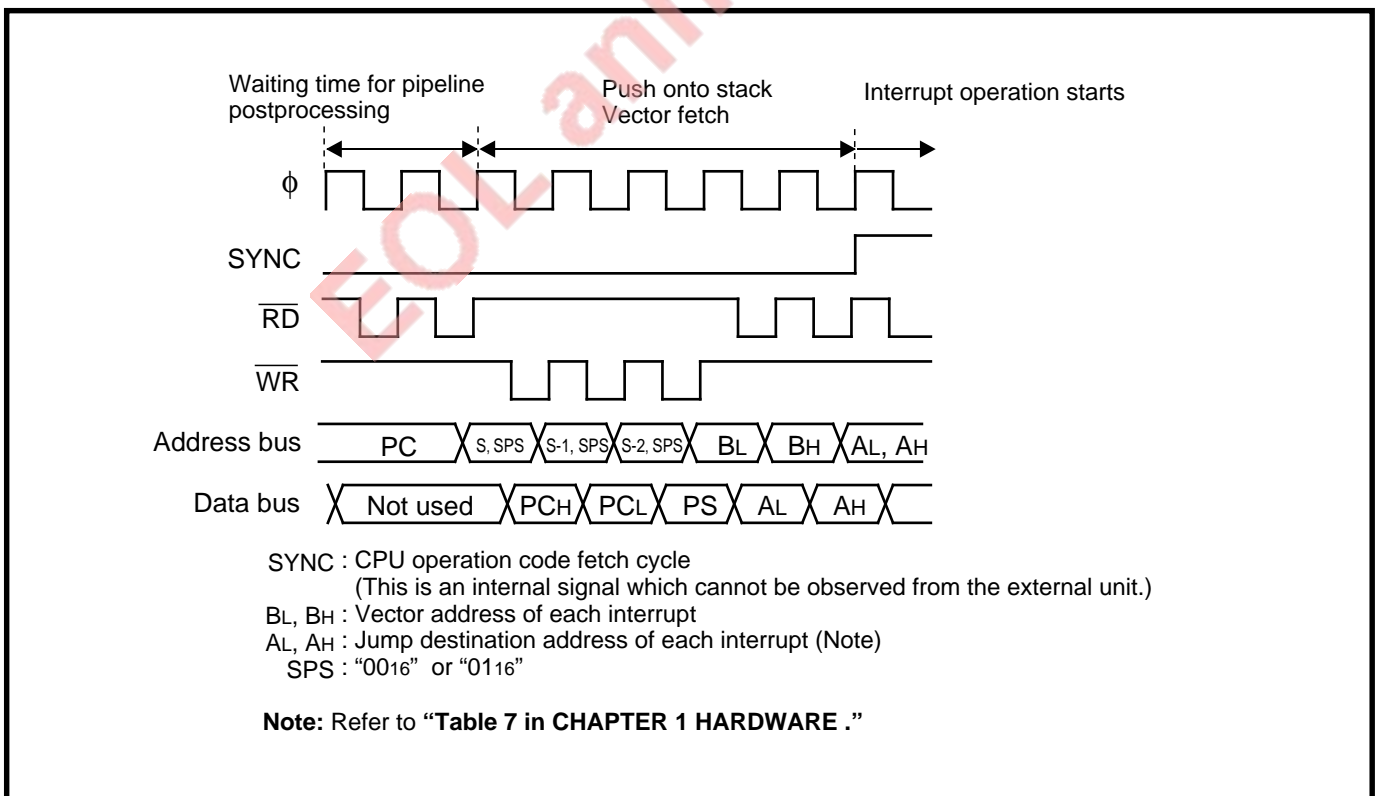 EOL an
Waiting time for pipeline
postprocessing
Push onto stack
Vector fetch
Interrupt operation starts
ϕ
SYNC
RD
WR
Address bus PC S, SPS S-1, SPS S-2, SPS BL BH AL, AH
Data bus Not used PCH PCL PS AL AH
SYNC : CPU operation code fetch cycle
(This is an internal signal which cannot be observed from the external unit.)
BL, BH : Vector address of each interrupt
AL, AH : Jump destination address of each interrupt (Note)
SPS : “0016” or “0116”
Note: Refer to “Table 7 in CHAPTER 1 HARDWARE .”